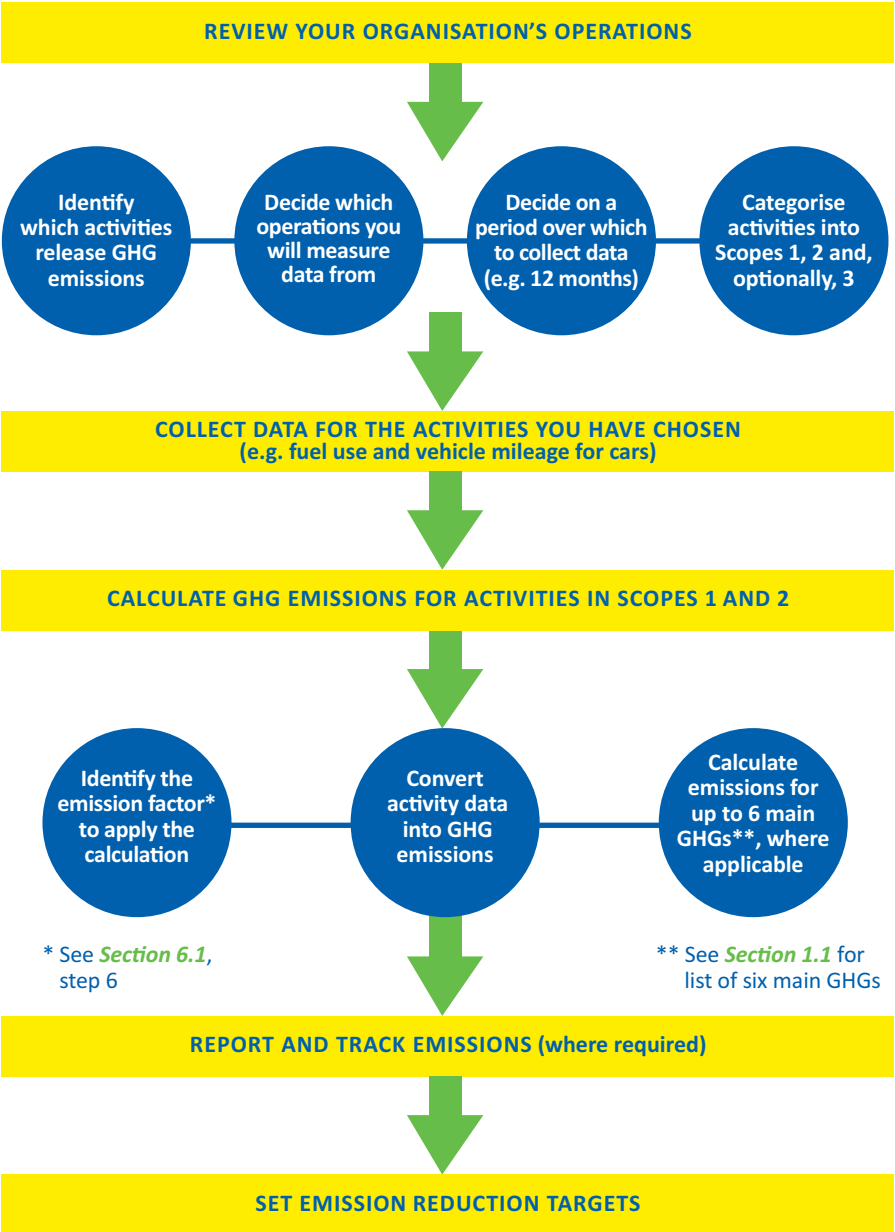 REVIEW YOUR ORGANISATION'S OPERATIONS
Identify
which activities
release GHG
emissions
Decide which
operations you
will measure
data from
Decide on a
period over which
to collect data
(e.g. 12 months)
Categorise
activities into
Scopes 1, 2 and,
optionally, 3
COLLECT DATA FOR THE ACTIVITIES YOU HAVE CHOSEN
(e.g. fuel use and vehicle mileage for cars)
CALCULATE GHG EMISSIONS FOR ACTIVITIES IN SCOPES 1 AND 2
Identify the
emission factor*
to apply the
calculation
Convert
activity data
into GHG
emissions
Calculate
emissions for
up to 6 main
GHGs**, where
applicable
* See Section 6.1,
step 6
** See Section 1.1 for
list of six main GHGs
REPORT AND TRACK EMISSIONS (where required)
SET EMISSION REDUCTION TARGETS